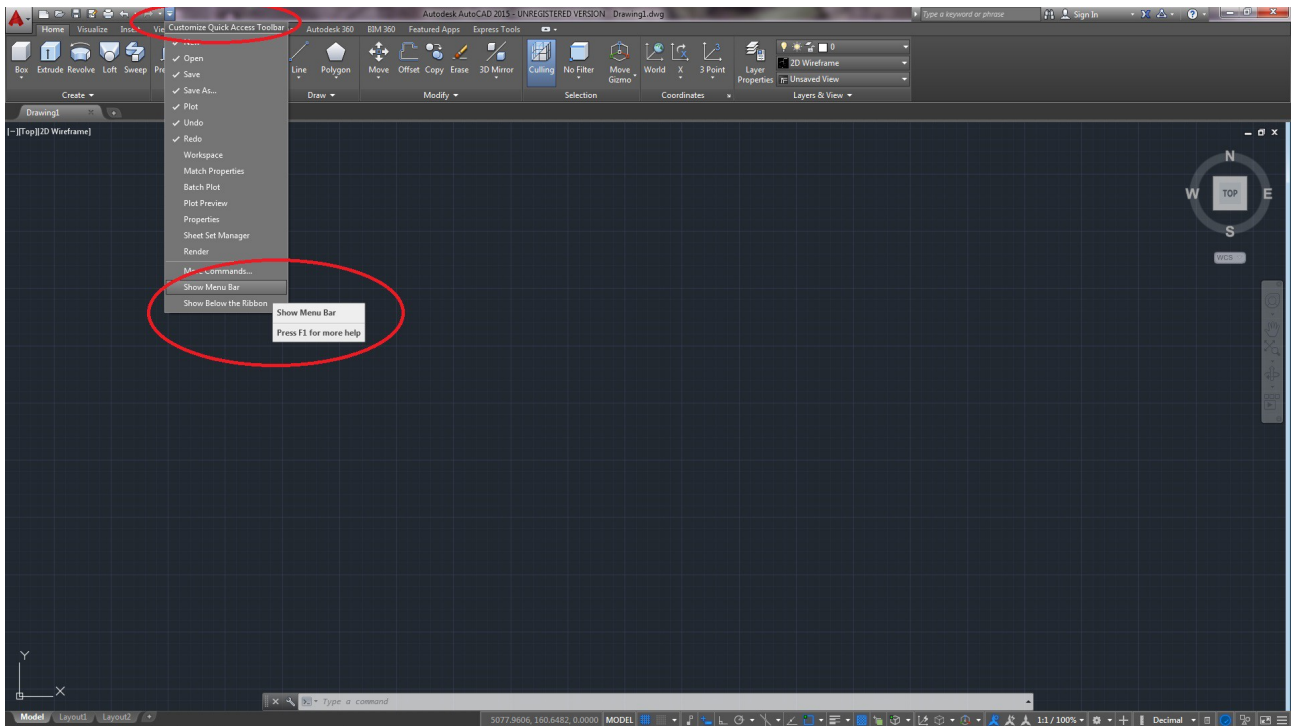 Autodesk AutoCAD 2015 - UNREGISTERED VERSION Drawing1.dwg
Type a keyword or phrase
Sign In
Home Visualize Insert
Autodesk 360 BIM 360 Featured Apps Express Tools
Customize Quick Access Toolbar
New
Open
Save
Save As...
Plot
Undo
Redo
Workspace
Match Properties
Batch Plot
Plot Preview
Properties
Sheet Set Manager
Render
More Commands...
Show Menu Bar
Show Below the Ribbon
Show Menu Bar
Press F1 for more help
Box Extrude Revolve Loft Sweep
Line Polygon
Move Offset Copy Erase 3D Mirror
Culling No Filter Move Gizmo
World X 3 Point
Layer Properties
0
2D Wireframe
Unsaved View
Create Draw Modify Selection Coordinates Layers & View
Drawing1
[–][Top][2D Wireframe]
N
W TOP E
S
WCS
Y
X
Type a command
Model Layout1 Layout2
5077.9606, 160.6482, 0.0000 MODEL
1:1 / 100%
Decimal